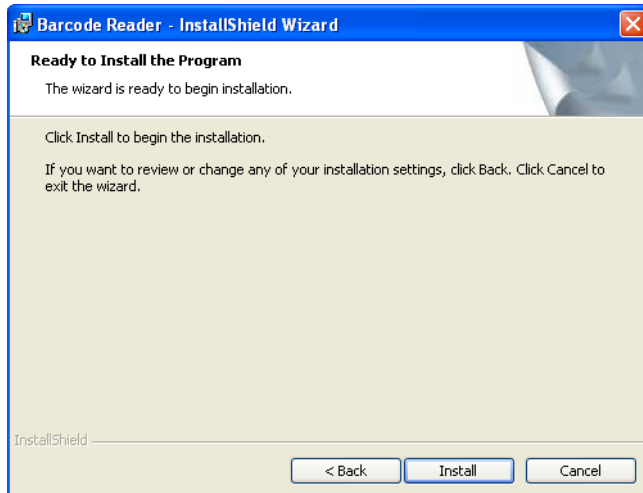 Barcode Reader - InstallShield Wizard
Ready to Install the Program
The wizard is ready to begin installation.
Click Install to begin the installation.
If you want to review or change any of your installation settings, click Back. Click Cancel to
exit the wizard.
InstallShield
< Back
Install
Cancel